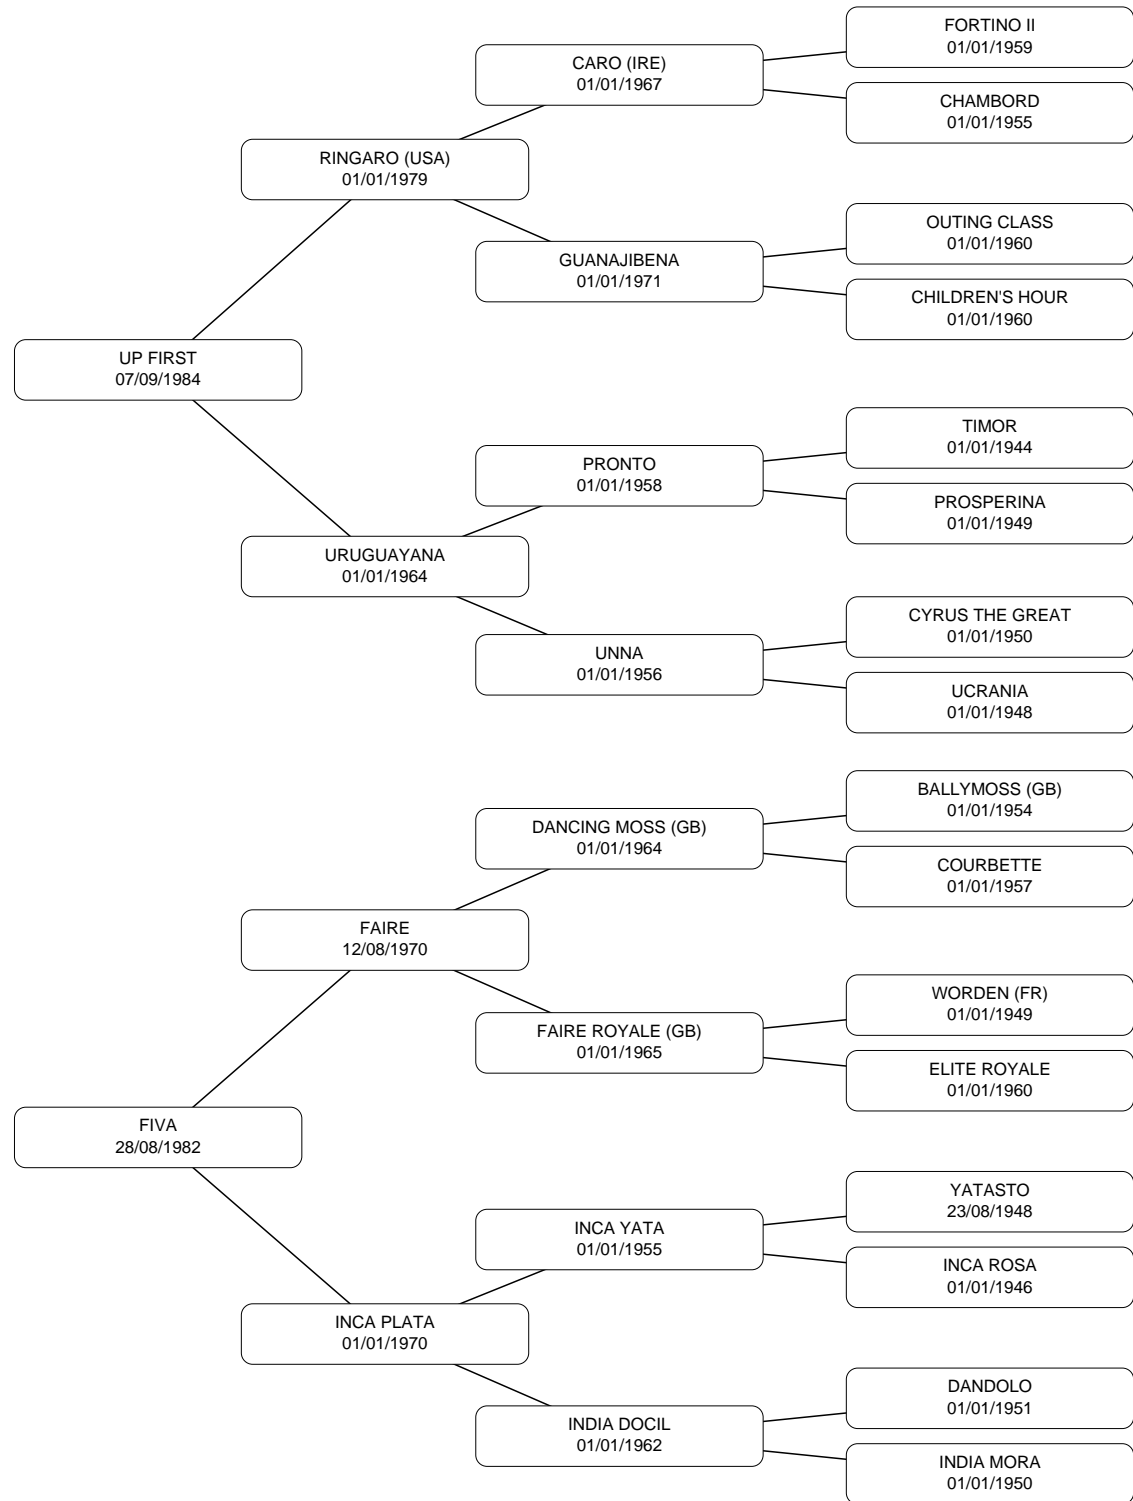 FORTINO II
01/01/1959
CARO (IRE)
01/01/1967
CHAMBORD
01/01/1955
RINGARO (USA)
01/01/1979
OUTING CLASS
01/01/1960
GUANAJIBENA
01/01/1971
CHILDREN'S HOUR
01/01/1960
UP FIRST
07/09/1984
TIMOR
01/01/1944
PRONTO
01/01/1958
PROSPERINA
01/01/1949
URUGUAYANA
01/01/1964
CYRUS THE GREAT
01/01/1950
UNNA
01/01/1956
UCRANIA
01/01/1948
BALLYMOSS (GB)
01/01/1954
DANCING MOSS (GB)
01/01/1964
COURBETTE
01/01/1957
FAIRE
12/08/1970
WORDEN (FR)
01/01/1949
FAIRE ROYALE (GB)
01/01/1965
ELITE ROYALE
01/01/1960
FIVA
28/08/1982
YATASTO
23/08/1948
INCA YATA
01/01/1955
INCA ROSA
01/01/1946
INCA PLATA
01/01/1970
DANDOLO
01/01/1951
INDIA DOCIL
01/01/1962
INDIA MORA
01/01/1950